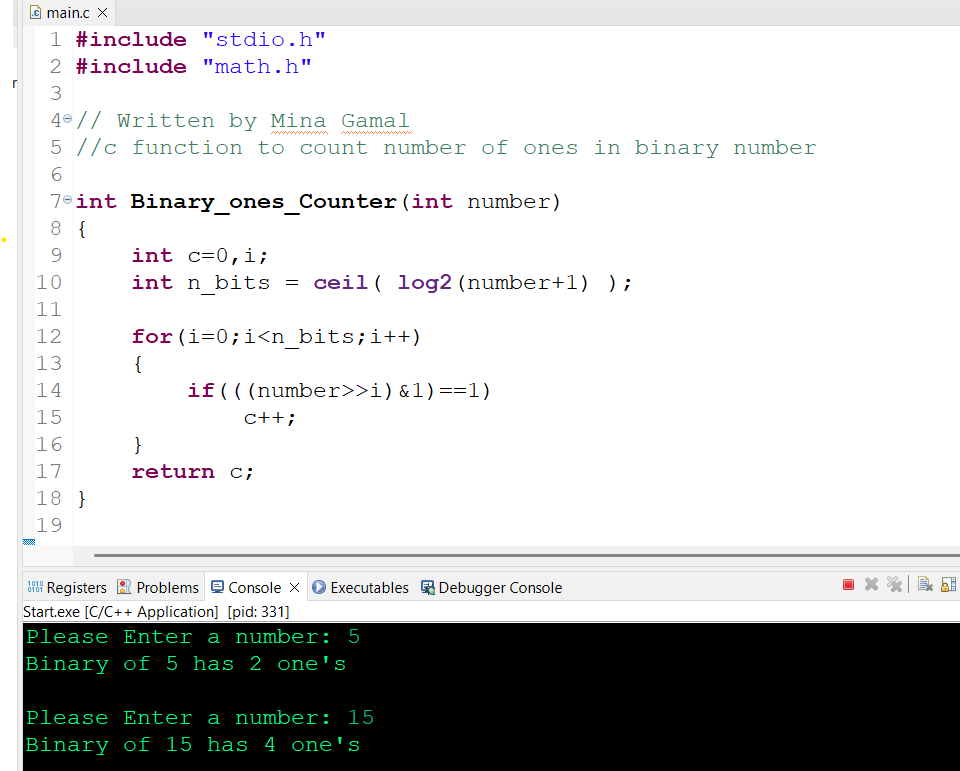 main.c
1 #include "stdio.h"
2 #include "math.h"
3
4 // Written by Mina Gamal
5 //c function to count number of ones in binary number
6
7 int Binary_ones_Counter(int number)
8 {
9     int c=0,i;
10     int n_bits = ceil( log2(number+1) );
11
12     for(i=0;i<n_bits;i++)
13     {
14         if(((number>>i)&1)==1)
15             c++;
16     }
17     return c;
18 }
19
Registers Problems Console Executables Debugger Console
Start.exe [C/C++ Application] [pid: 331]
Please Enter a number: 5
Binary of 5 has 2 one's
Please Enter a number: 15
Binary of 15 has 4 one's